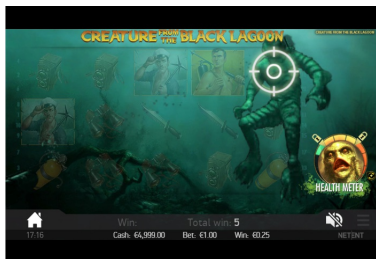 CREATURE FROM THE BLACK LAGOON
HEALTH METER
Win:
Total win: 5
17:16
Cash: €4,999.00
Bet: €1.00
Win: €0.25
NETENT